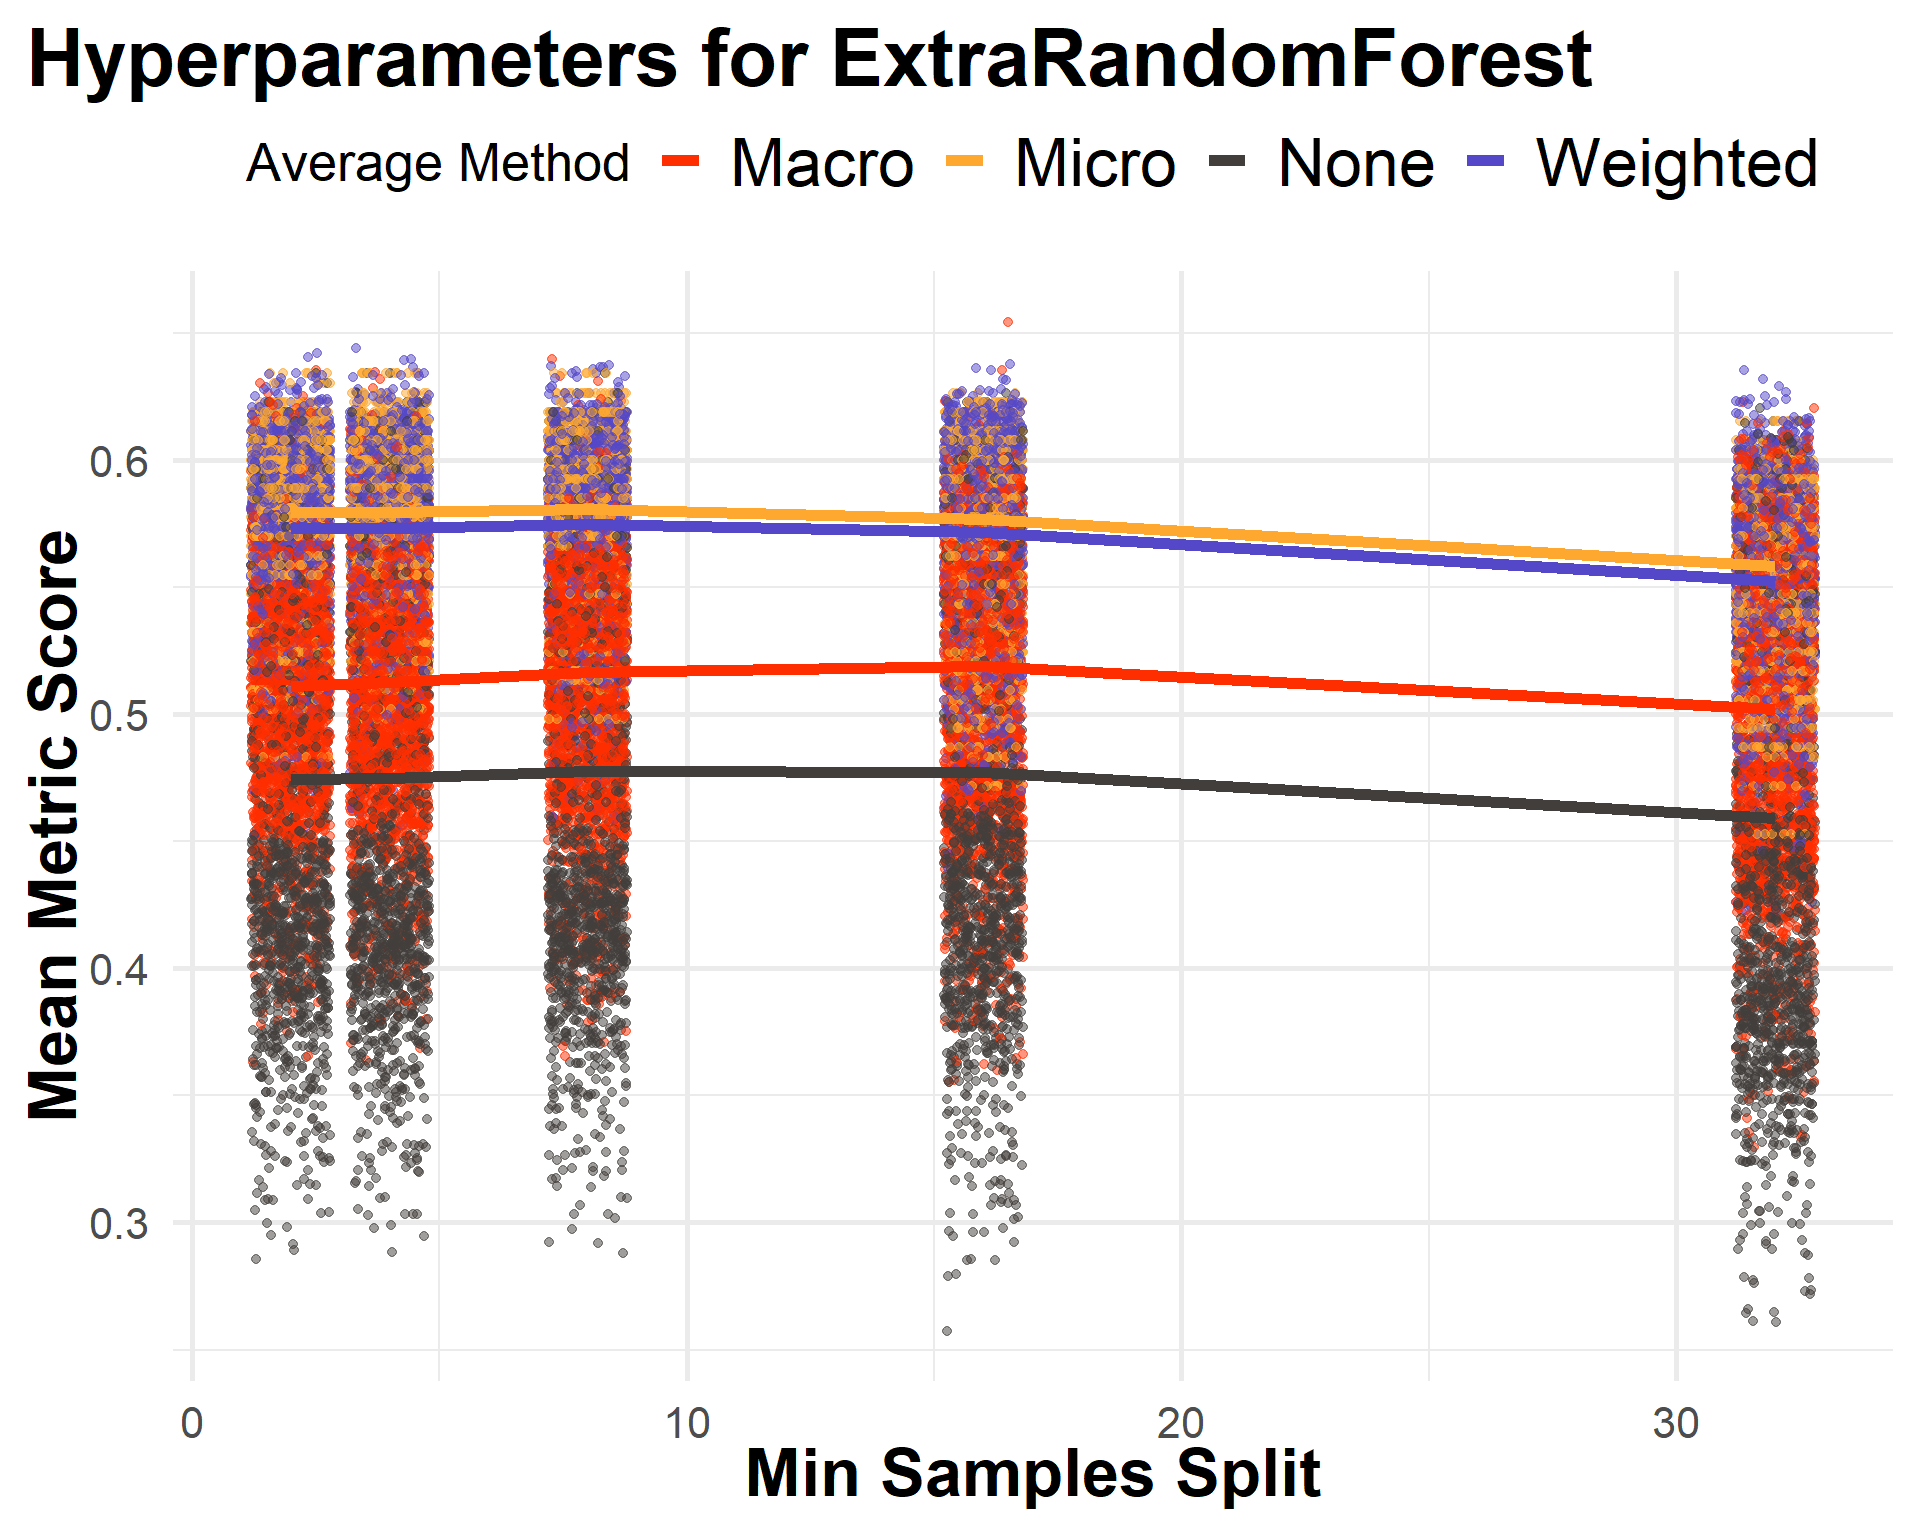 Hyperparameters for ExtraRandomForest
Average Method Macro Micro None Weighted
Mean Metric Score
0.6
0.5
0.4
0.3
0 10 20 30
Min Samples Split